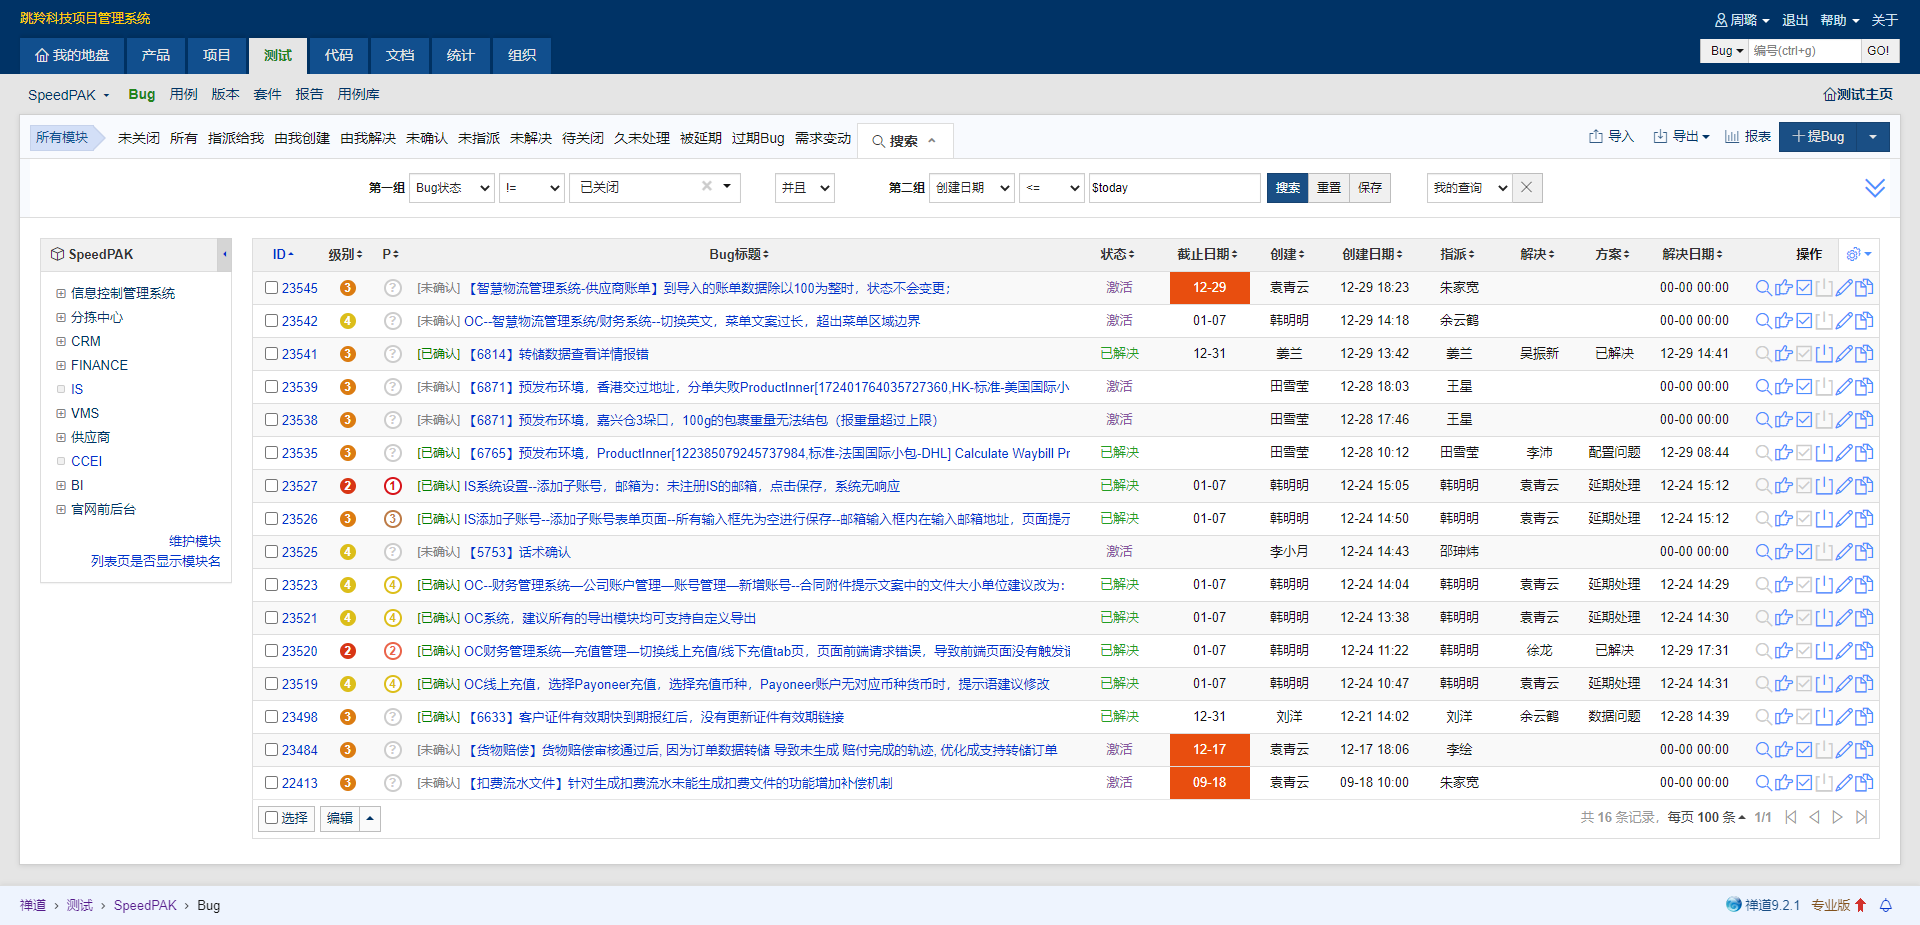 跳羚科技项目管理系统
周璐 退出 帮助 关于
我的地盘 产品 项目 测试 代码 文档 统计 组织
Bug 编号(ctrl+g) GO!
SpeedPAK Bug 用例 版本 套件 报告 用例库
测试主页
所有模块 未关闭 所有 指派给我 由我创建 由我解决 未确认 未指派 未解决 待关闭 久未处理 被延期 过期Bug 需求变动 搜索
导入 导出 报表 提Bug
第一组 Bug状态 != 已关闭 并且 第二组 创建日期 <= $today 搜索 重置 保存 我的查询
SpeedPAK
信息控制管理系统
分拣中心
CRM
FINANCE
IS
VMS
供应商
CCEI
BI
官网前后台
维护模块
列表页是否显示模块名
ID 级别 P Bug标题 状态 截止日期 创建 创建日期 指派 解决 方案 解决日期 操作
23545 3 ? [未确认] 【智慧物流管理系统-供应商账单】到导入的账单数据除以100为整时，状态不会变更； 激活 12-29 袁青云 12-29 18:23 朱家宽 00-00 00:00
23542 4 ? [未确认] OC--智慧物流管理系统/财务系统--切换英文，菜单文案过长，超出菜单区域边界 激活 01-07 韩明明 12-29 14:18 余云鹤 00-00 00:00
23541 3 ? [已确认] 【6814】转储数据查看详情报错 已解决 12-31 姜兰 12-29 13:42 姜兰 吴振新 已解决 12-29 14:41
23539 3 ? [未确认] 【6871】预发布环境，香港交过地址，分单失败ProductInner[172401764035727360,HK-标准-美国国际小 激活 田雪莹 12-28 18:03 王星 00-00 00:00
23538 3 ? [未确认] 【6871】预发布环境，嘉兴仓3垛口，100g的包裹重量无法结包（报重量超过上限） 激活 田雪莹 12-28 17:46 王星 00-00 00:00
23535 3 ? [已确认] 【6765】预发布环境，ProductInner[122385079245737984,标准-法国国际小包-DHL] Calculate Waybill Pr 已解决 田雪莹 12-28 10:12 田雪莹 李沛 配置问题 12-29 08:44
23527 2 1 [已确认] IS系统设置--添加子账号，邮箱为：未注册IS的邮箱，点击保存，系统无响应 已解决 01-07 韩明明 12-24 15:05 韩明明 袁青云 延期处理 12-24 15:12
23526 3 3 [已确认] IS添加子账号--添加子账号表单页面--所有输入框先为空进行保存--邮箱输入框内在输入邮箱地址，页面提示 已解决 01-07 韩明明 12-24 14:50 韩明明 袁青云 延期处理 12-24 15:12
23525 4 ? [未确认] 【5753】话术确认 激活 李小月 12-24 14:43 邵珅炜 00-00 00:00
23523 4 4 [已确认] OC--财务管理系统—公司账户管理—账号管理—新增账号--合同附件提示文案中的文件大小单位建议改为： 已解决 01-07 韩明明 12-24 14:04 韩明明 袁青云 延期处理 12-24 14:29
23521 4 4 [已确认] OC系统，建议所有的导出模块均可支持自定义导出 已解决 01-07 韩明明 12-24 13:38 韩明明 袁青云 延期处理 12-24 14:30
23520 2 2 [已确认] OC财务管理系统—充值管理—切换线上充值/线下充值tab页，页面前端请求错误，导致前端页面没有触发 已解决 01-07 韩明明 12-24 11:22 韩明明 徐龙 已解决 12-29 17:31
23519 4 4 [已确认] OC线上充值，选择Payoneer充值，选择充值币种，Payoneer账户无对应币种货币时，提示语建议修改 已解决 01-07 韩明明 12-24 10:47 韩明明 袁青云 延期处理 12-24 14:31
23498 3 ? [已确认] 【6633】客户证件有效期快到期报红后，没有更新证件有效期链接 已解决 12-31 刘洋 12-21 14:02 刘洋 余云鹤 数据问题 12-28 14:39
23484 3 ? [未确认] 【货物赔偿】货物赔偿审核通过后, 因为订单数据转储 导致未生成 赔付完成的轨迹, 优化成支持转储订单 激活 12-17 袁青云 12-17 18:06 李绘 00-00 00:00
22413 3 ? [未确认] 【扣费流水文件】针对生成扣费流水未能生成扣费文件的功能增加补偿机制 激活 09-18 袁青云 09-18 10:00 朱家宽 00-00 00:00
选择 编辑
共 16 条记录，每页 100 条 1/1
禅道 › 测试 › SpeedPAK › Bug
禅道9.2.1 专业版